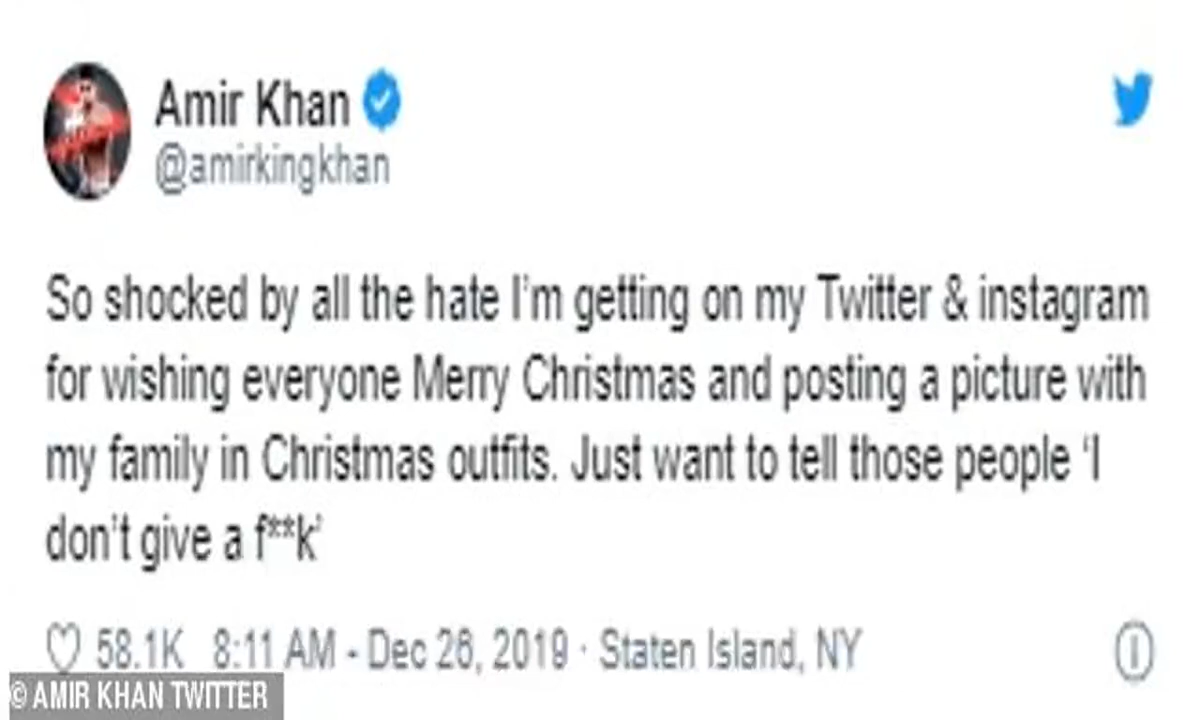 Amir Khan
@amirkingkhan
So shocked by all the hate I'm getting on my Twitter & instagram
for wishing everyone Merry Christmas and posting a picture with
my family in Christmas outfits. Just want to tell those people ‘I
don't give a f**k’
58.1K 8:11 AM - Dec 26, 2019 · Staten Island, NY
© AMIR KHAN TWITTER